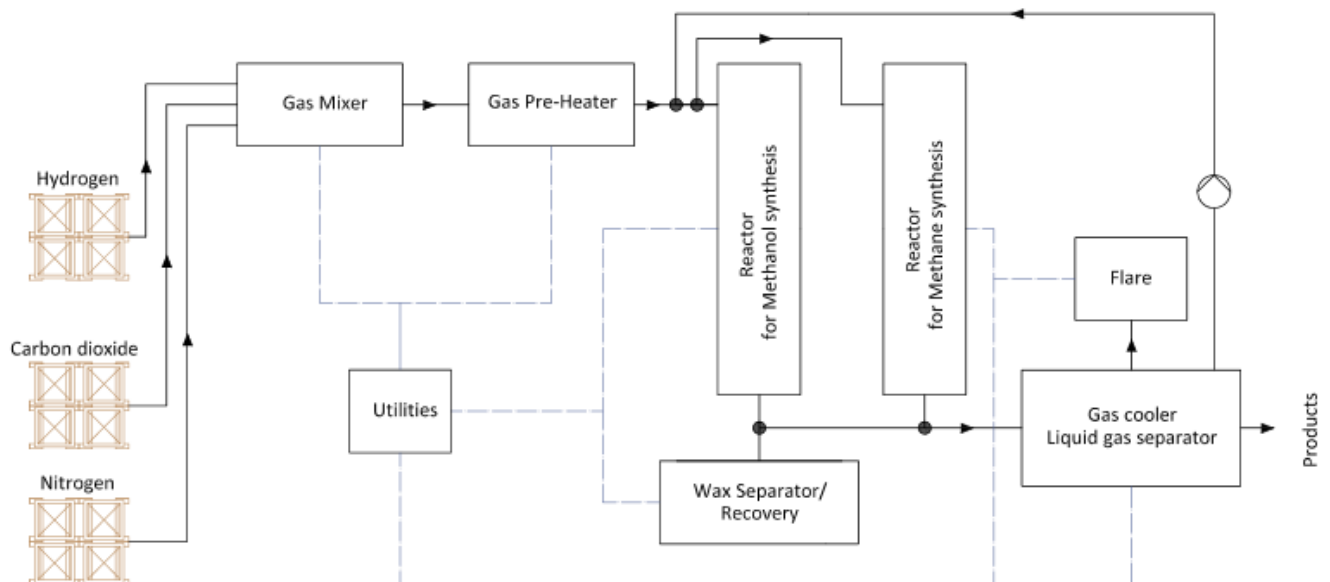 Gas Mixer
Gas Pre-Heater
Reactor
for Methanol synthesis
Reactor
for Methane synthesis
Hydrogen
Flare
Carbon dioxide
Utilities
Gas cooler
Liquid gas separator
Products
Nitrogen
Wax Separator/
Recovery